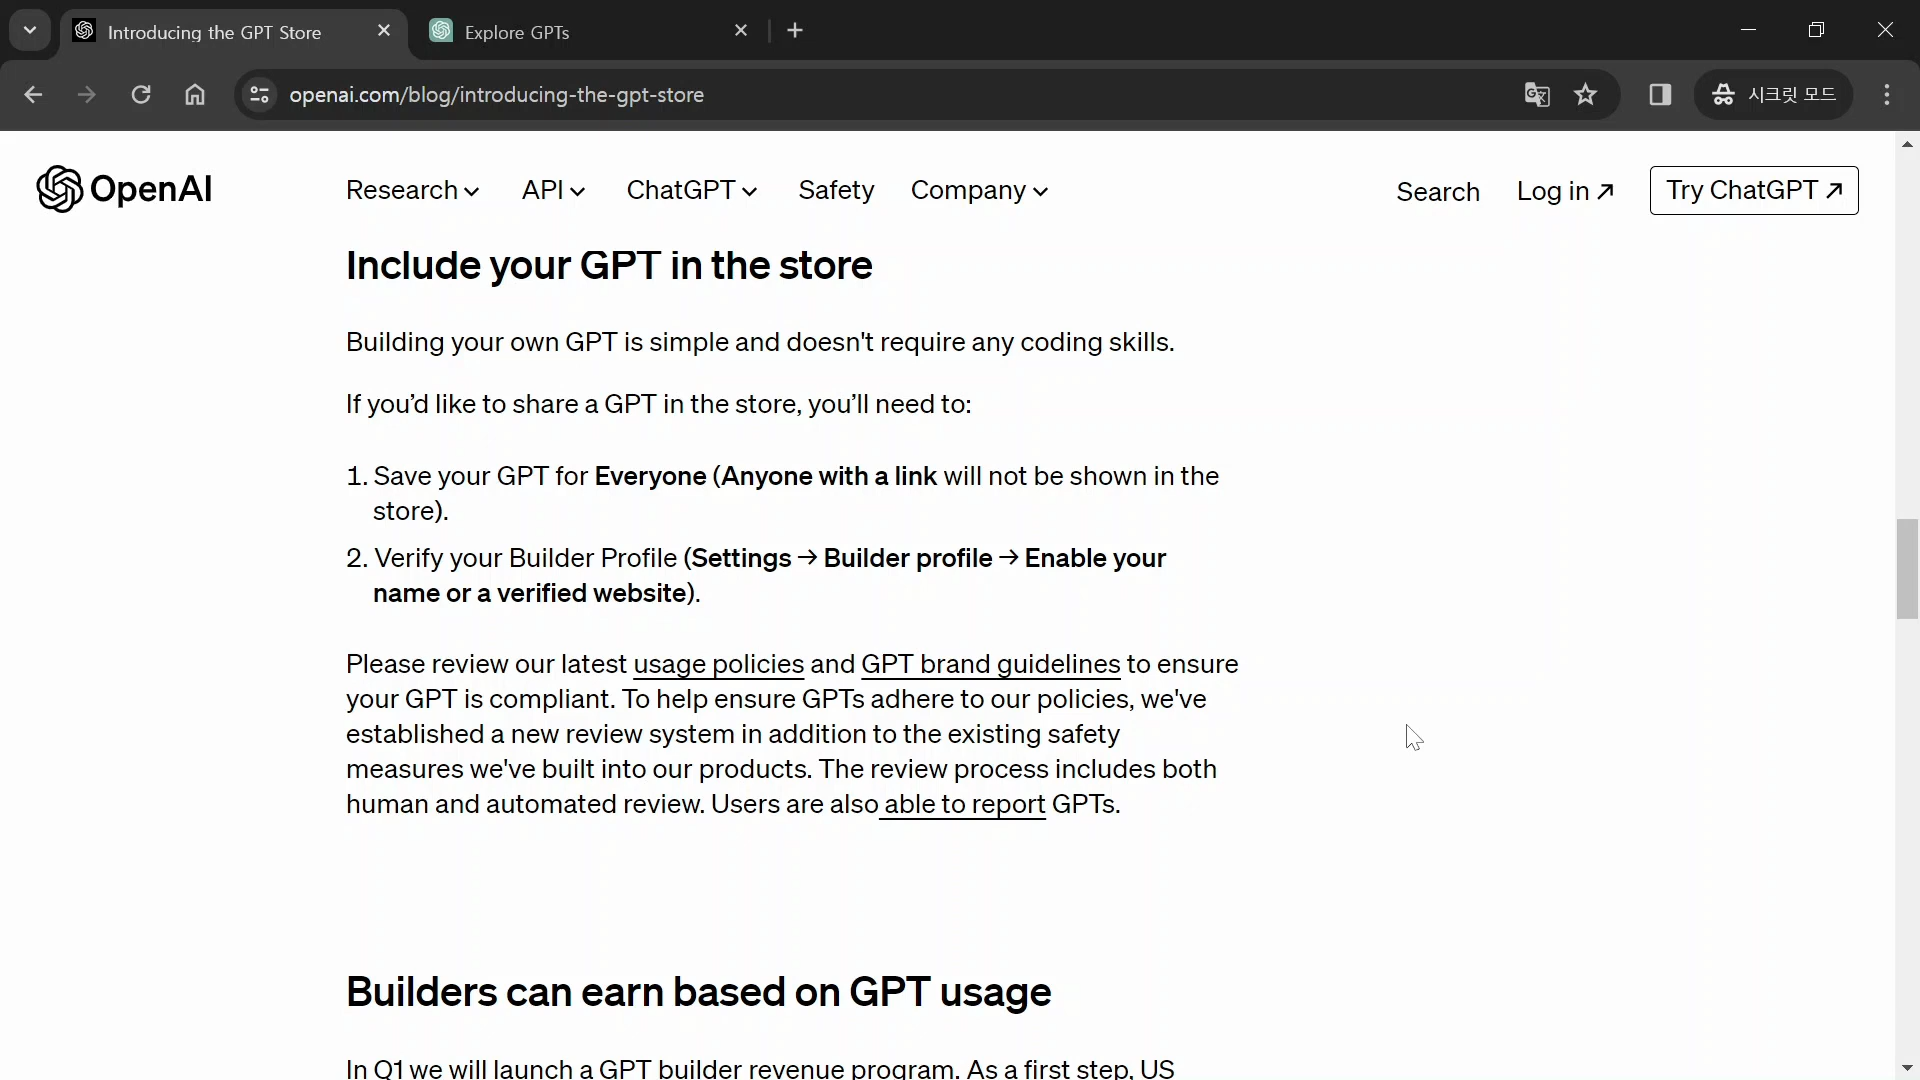 Introducing the GPT Store
Explore GPTs
openai.com/blog/introducing-the-gpt-store
시크릿 모드
OpenAI
Research
API
ChatGPT
Safety
Company
Search
Log in ↗
Try ChatGPT ↗
Include your GPT in the store
Building your own GPT is simple and doesn't require any coding skills.
If you’d like to share a GPT in the store, you’ll need to:
1. Save your GPT for Everyone (Anyone with a link will not be shown in the
store).
2. Verify your Builder Profile (Settings → Builder profile → Enable your
name or a verified website).
Please review our latest usage policies and GPT brand guidelines to ensure
your GPT is compliant. To help ensure GPTs adhere to our policies, we've
established a new review system in addition to the existing safety
measures we've built into our products. The review process includes both
human and automated review. Users are also able to report GPTs.
Builders can earn based on GPT usage
In Q1 we will launch a GPT builder revenue program. As a first step, US